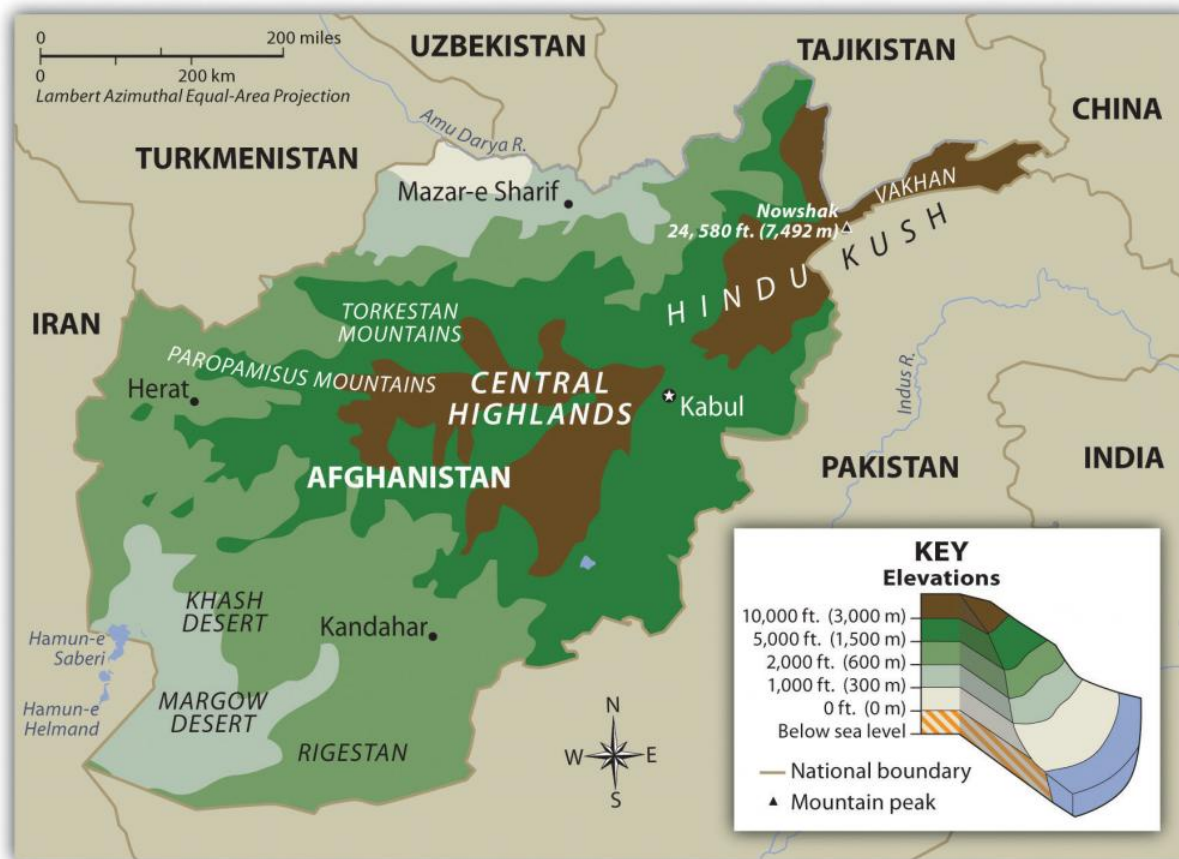 0 200 miles
0 200 km
Lambert Azimuthal Equal-Area Projection
UZBEKISTAN
TAJIKISTAN
CHINA
TURKMENISTAN
Amu Darya R.
Mazar-e Sharif
VAKHAN
Nowshak
24, 580 ft. (7,492 m)
HINDU KUSH
IRAN
TORKESTAN
MOUNTAINS
PAROPAMISUS MOUNTAINS
Herat
CENTRAL
HIGHLANDS
Kabul
Indus R.
AFGHANISTAN
PAKISTAN
INDIA
KHASH
DESERT
Kandahar
Hamun-e
Saberi
Hamun-e
Helmand
MARGOW
DESERT
RIGESTAN
N
W E
S
KEY
Elevations
10,000 ft. (3,000 m)
5,000 ft. (1,500 m)
2,000 ft. (600 m)
1,000 ft. (300 m)
0 ft. (0 m)
Below sea level
National boundary
Mountain peak